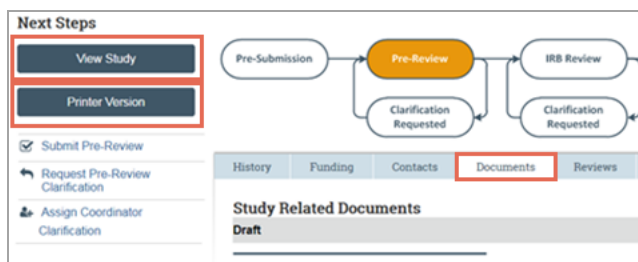 Next Steps
View Study
Printer Version
Submit Pre-Review
Request Pre-Review
Clarification
Assign Coordinator
Clarification
Pre-Submission
Pre-Review
IRB Review
Clarification
Requested
Clarification
Requested
History
Funding
Contacts
Documents
Reviews
Study Related Documents
Draft